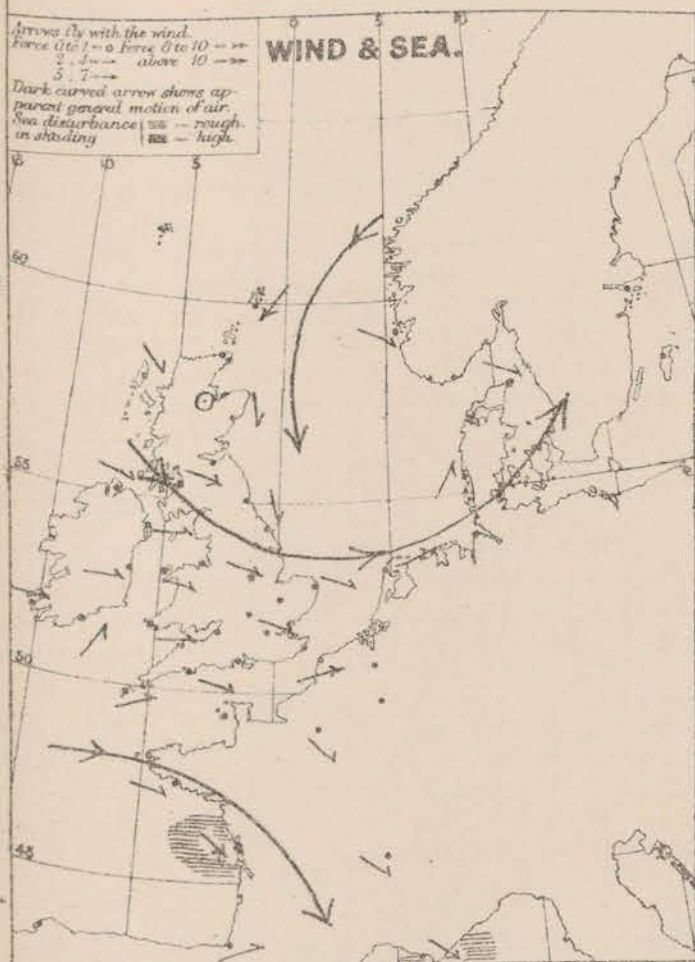 5 0 5 10
WIND & SEA.
Arrows fly with the wind.
Force 0 to 1 —o Force 8 to 10
2 . 4 above 10
5 . 7
Dark curved arrow shows ap-
parent general motion of air.
Sea disturbance — rough.
in shading — high.
15 10 5
60
55
50
45